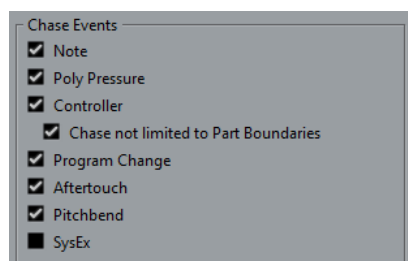 Chase Events
Note
Poly Pressure
Controller
Chase not limited to Part Boundaries
Program Change
Aftertouch
Pitchbend
SysEx